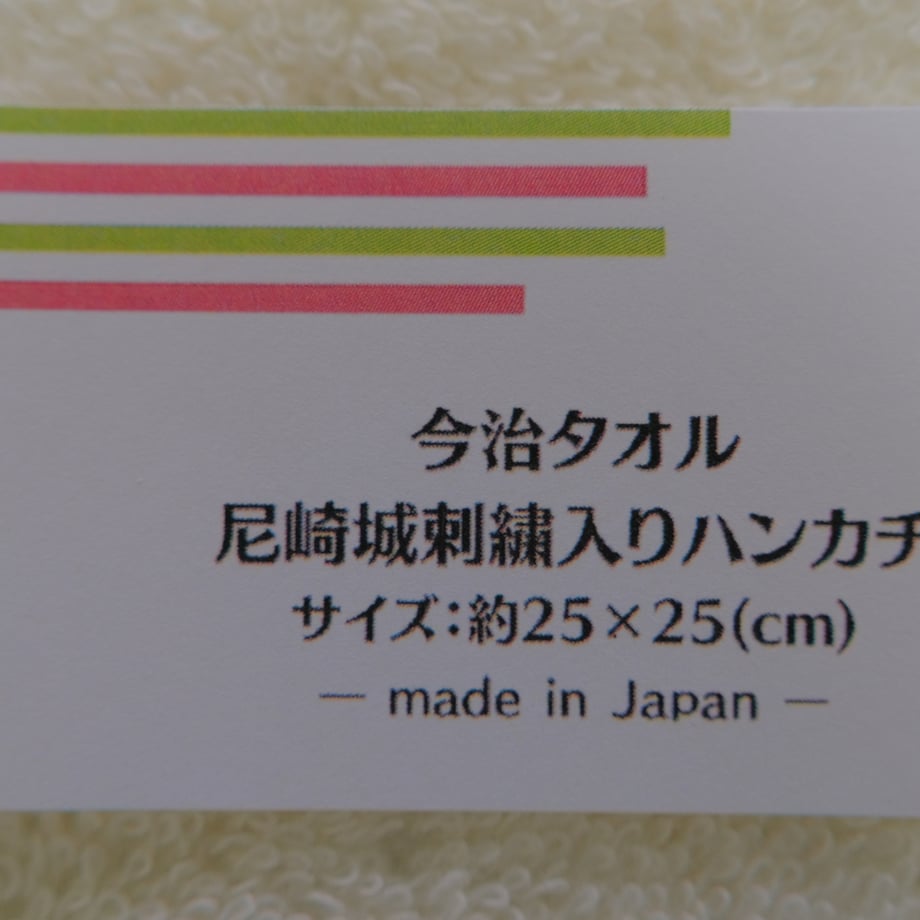 今治タオル
尼崎城刺繍入りハンカチ
サイズ：約25×25(cm)
― made in Japan ―